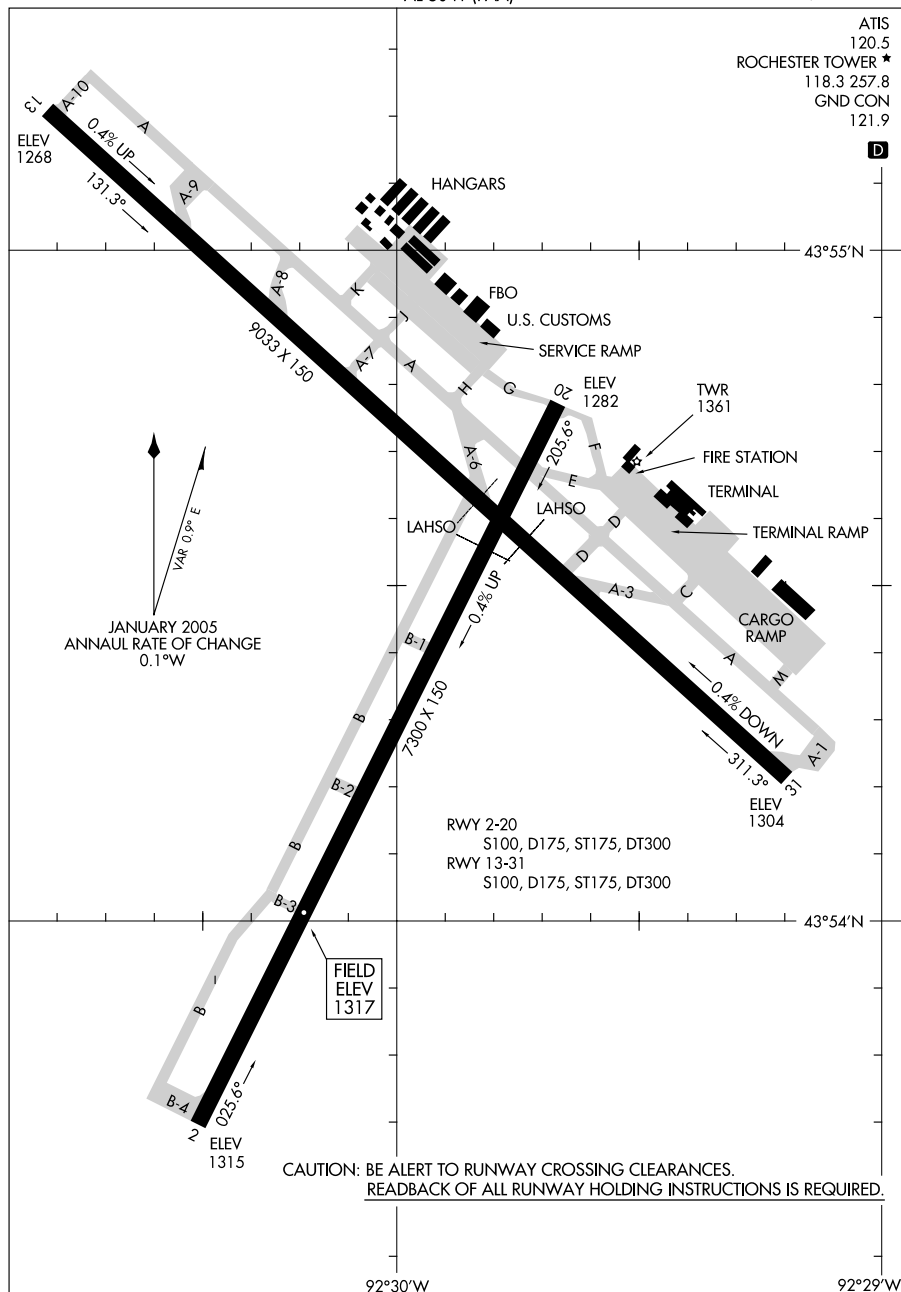 ATIS
120.5
ROCHESTER TOWER ★
118.3 257.8
GND CON
121.9
D
13
A-10
A
ELEV
1268
0.4% UP
131.3°
A-9
HANGARS
43°55'N
A-8
K
J
FBO
U.S. CUSTOMS
SERVICE RAMP
9033 X 150
A-7
A
H
G
20
ELEV
1282
TWR
1361
205.6°
F
A-6
E
FIRE STATION
TERMINAL
LAHSO
LAHSO
D
D
TERMINAL RAMP
VAR 0.9° E
0.4% UP
A-3
C
JANUARY 2005
ANNAUL RATE OF CHANGE
0.1°W
CARGO
RAMP
B-1
A
M
0.4% DOWN
B
7300 X 150
A-1
311.3°
31
ELEV
1304
B-2
RWY 2-20
S100, D175, ST175, DT300
RWY 13-31
S100, D175, ST175, DT300
B
B-3
43°54'N
FIELD
ELEV
1317
B
B-4
025.6°
2
ELEV
1315
CAUTION: BE ALERT TO RUNWAY CROSSING CLEARANCES.
READBACK OF ALL RUNWAY HOLDING INSTRUCTIONS IS REQUIRED.
92°30'W
92°29'W